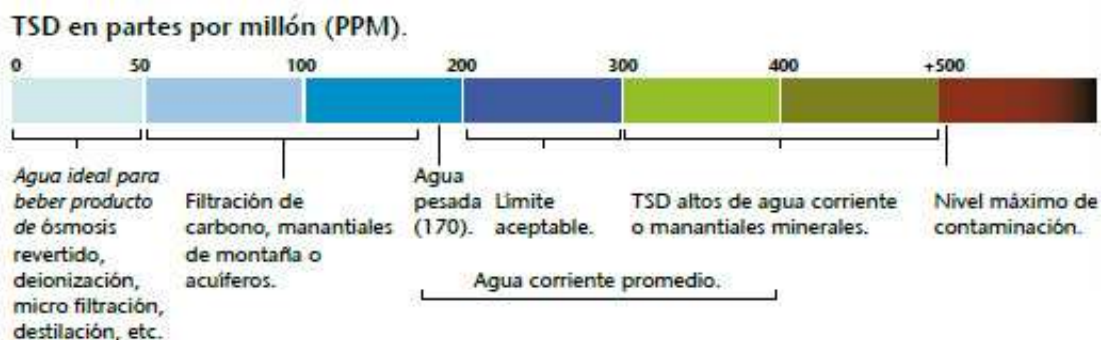 TSD en partes por millón (PPM).
0 50 100 200 300 400 +500
Agua ideal para
beber producto
de ósmosis
revertido,
deionización,
micro filtración,
destilación, etc.
Filtración de
carbono, manantiales
de montaña o
acuíferos.
Agua
pesada
(170).
Límite
aceptable.
TSD altos de agua corriente
o manantiales minerales.
Nivel máximo de
contaminación.
Agua corriente promedio.